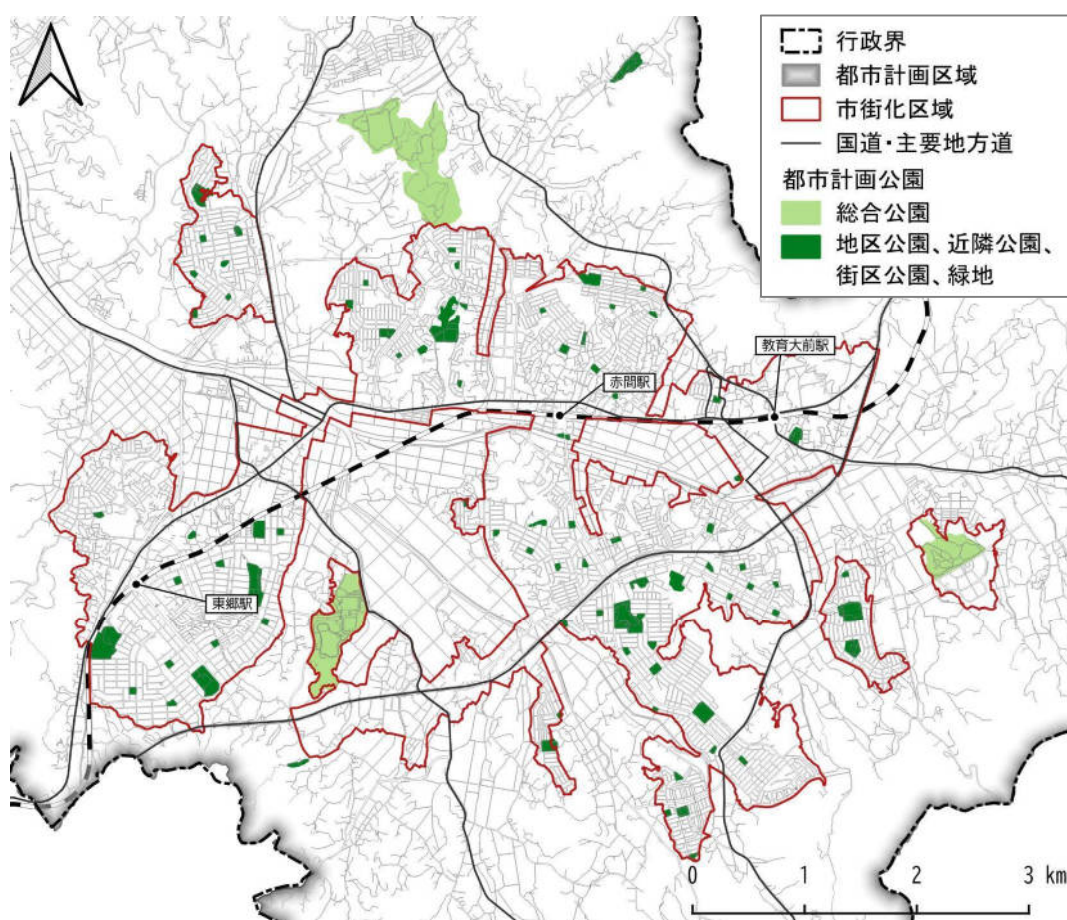 行政界
都市計画区域
市街化区域
国道・主要地方道
都市計画公園
総合公園
地区公園、近隣公園、
街区公園、緑地
教育大前駅
赤間駅
東郷駅
0 1 2 3 km